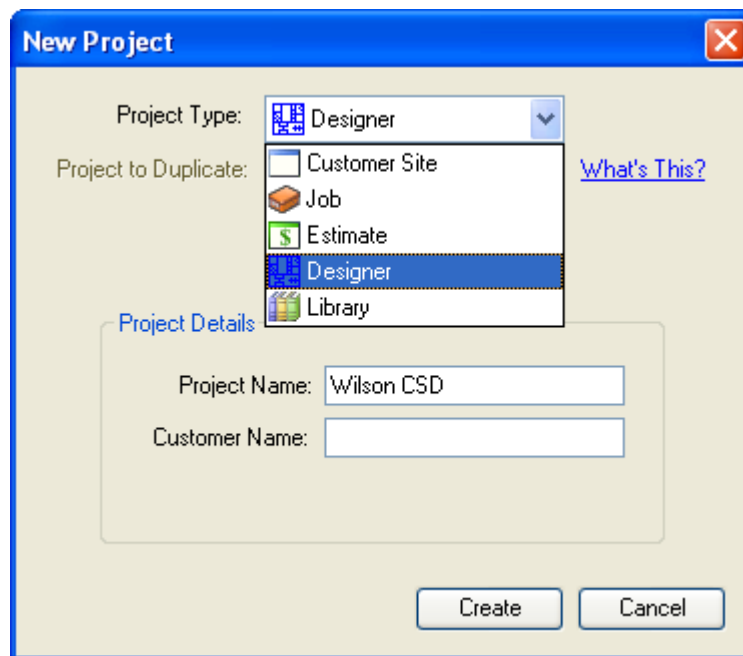 New Project
Project Type: Designer
Project to Duplicate: Customer Site What's This?
Job
$ Estimate
Designer
Library
Project Details
Project Name: Wilson CSD
Customer Name:
Create Cancel